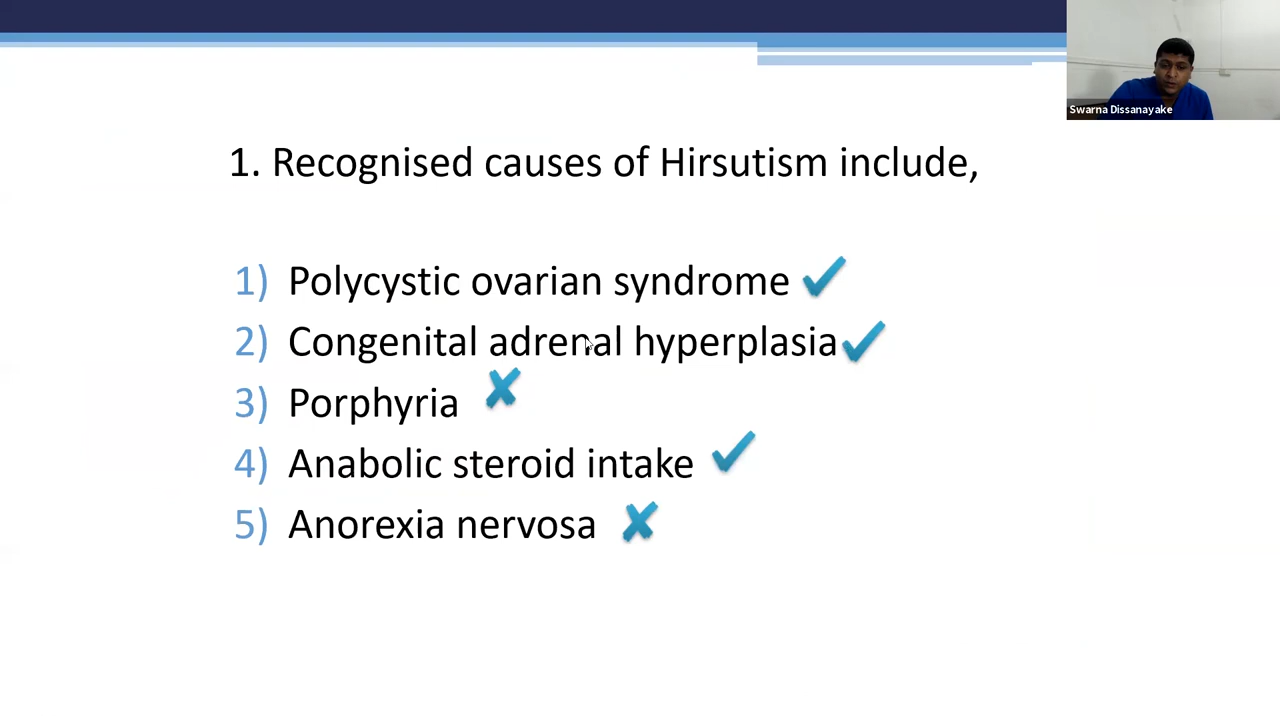 Swarna Dissanayake
1. Recognised causes of Hirsutism include,
1) Polycystic ovarian syndrome ✔
2) Congenital adrenal hyperplasia ✔
3) Porphyria ✘
4) Anabolic steroid intake ✔
5) Anorexia nervosa ✘